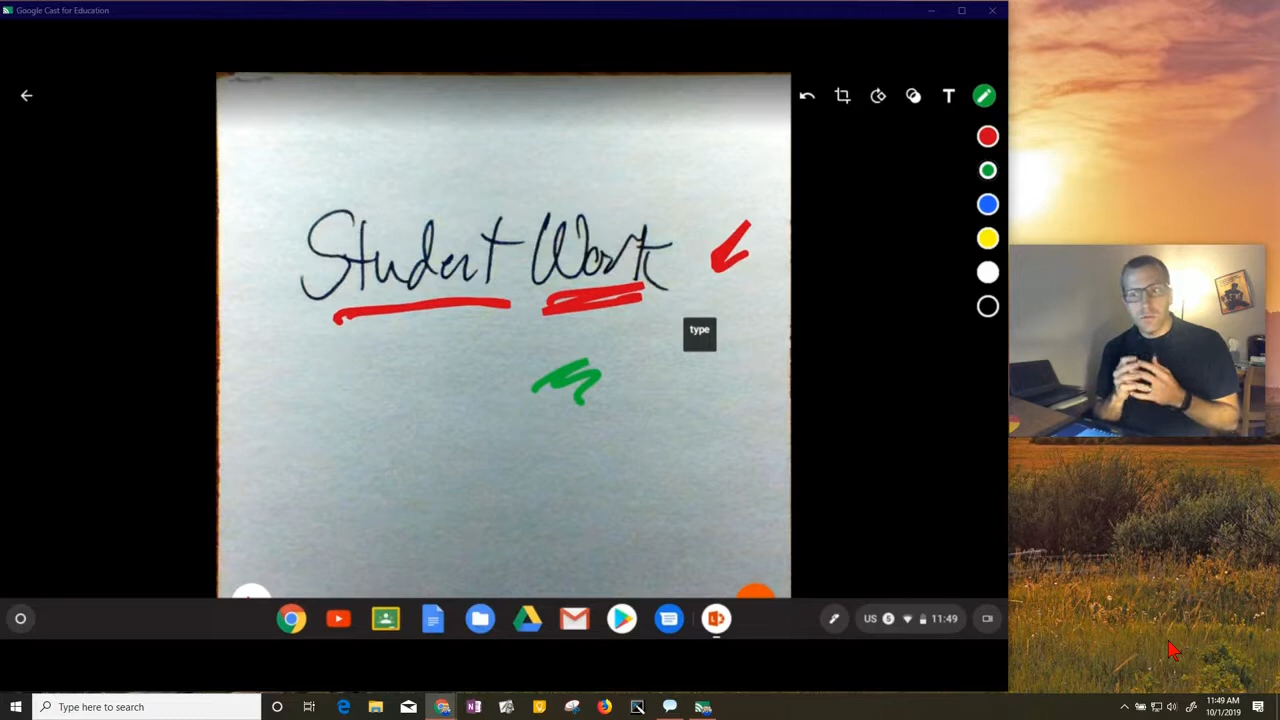 Google Cast for Education
T
Student Work
type
US 5 11:49
Type here to search
11:49 AM
10/1/2019